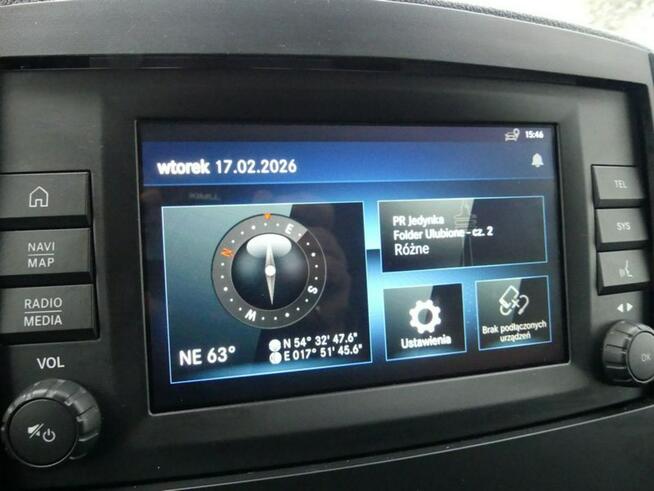 15:46
wtorek 17.02.2026
PR Jedynka
Folder Ulubione - cz. 2
Różne
N
E
S
W
NE 63°
N 54° 32' 47.6"
E 017° 51' 45.6"
Ustawienia
Brak podłączonych
urządzeń
NAVI
MAP
RADIO
MEDIA
VOL
TEL
SYS
OK